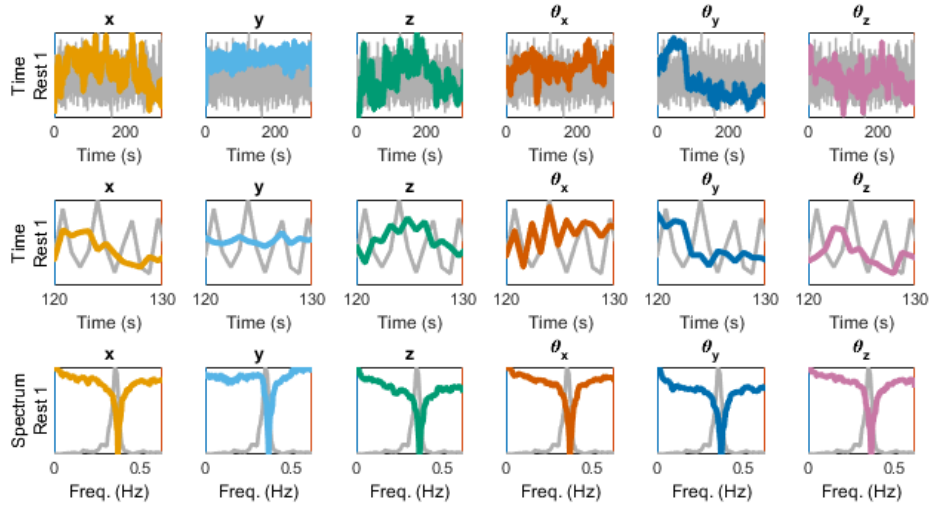 x y z θx θy θz
Time
Rest 1
0 200 0 200 0 200 0 200 0 200 0 200
Time (s) Time (s) Time (s) Time (s) Time (s) Time (s)
x y z θx θy θz
Time
Rest 1
120 130 120 130 120 130 120 130 120 130 120 130
Time (s) Time (s) Time (s) Time (s) Time (s) Time (s)
x y z θx θy θz
Spectrum
Rest 1
0 0.5 0 0.5 0 0.5 0 0.5 0 0.5 0 0.5
Freq. (Hz) Freq. (Hz) Freq. (Hz) Freq. (Hz) Freq. (Hz) Freq. (Hz)